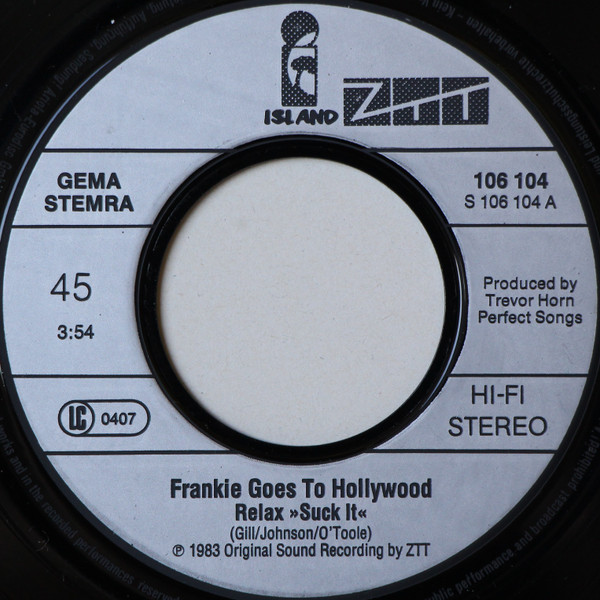 ISLAND ZTT
GEMA
STEMRA
106 104
S 106 104 A
45
3:54
Produced by
Trevor Horn
Perfect Songs
LC 0407
HI-FI
STEREO
Frankie Goes To Hollywood
Relax »Suck It«
(Gill/Johnson/O'Toole)
℗ 1983 Original Sound Recording by ZTT